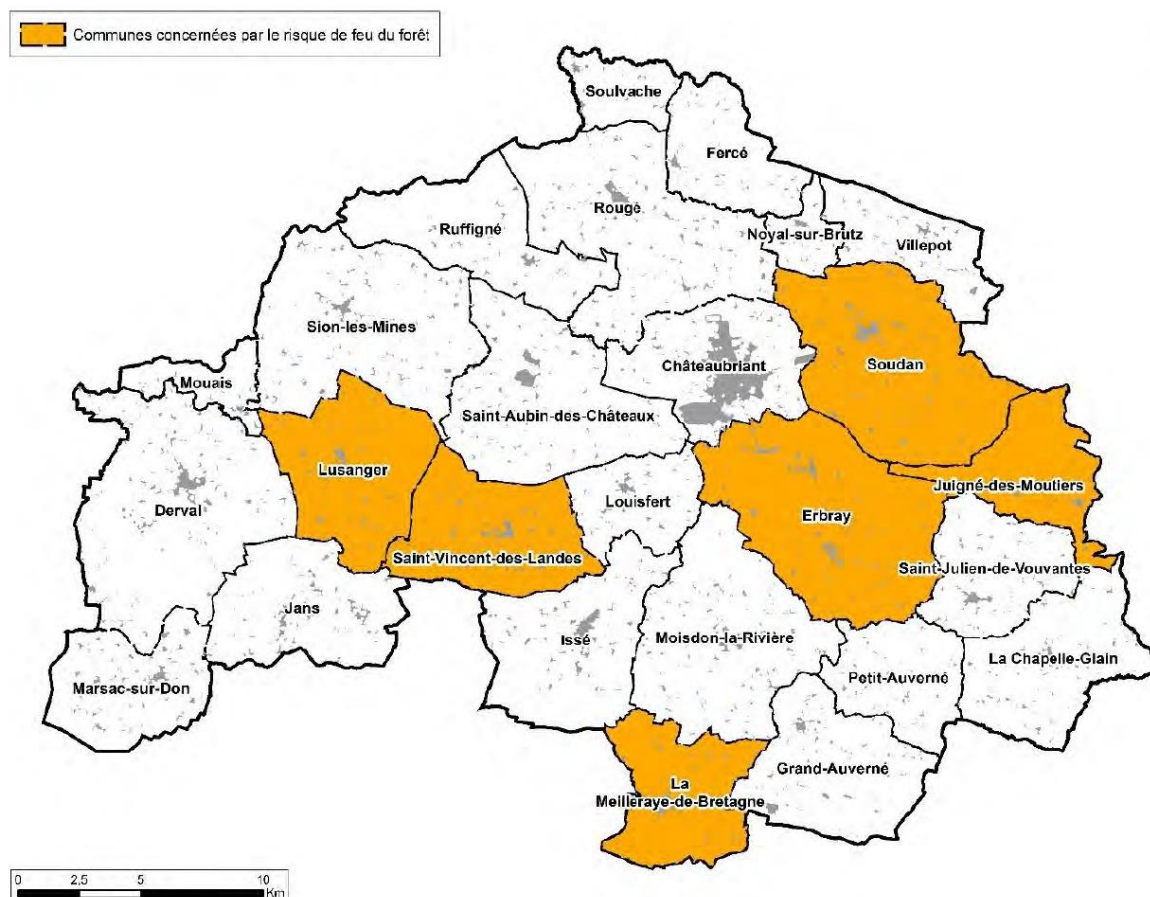 Communes concernées par le risque de feu du forêt
Soulvache
Fercé
Rougé
Noyal-sur-Brutz
Villepot
Ruffigné
Sion-les-Mines
Châteaubriant
Soudan
Mouais
Saint-Aubin-des-Châteaux
Lusanger
Juigné-des-Moutiers
Louisfert
Derval
Erbray
Saint-Vincent-des-Landes
Saint-Julien-de-Vouvantes
Jans
Issé
Moisdon-la-Rivière
La Chapelle-Glain
Petit-Auverné
Marsac-sur-Don
Grand-Auverné
La
Meilleraye-de-Bretagne
0 2,5 5 10
Km